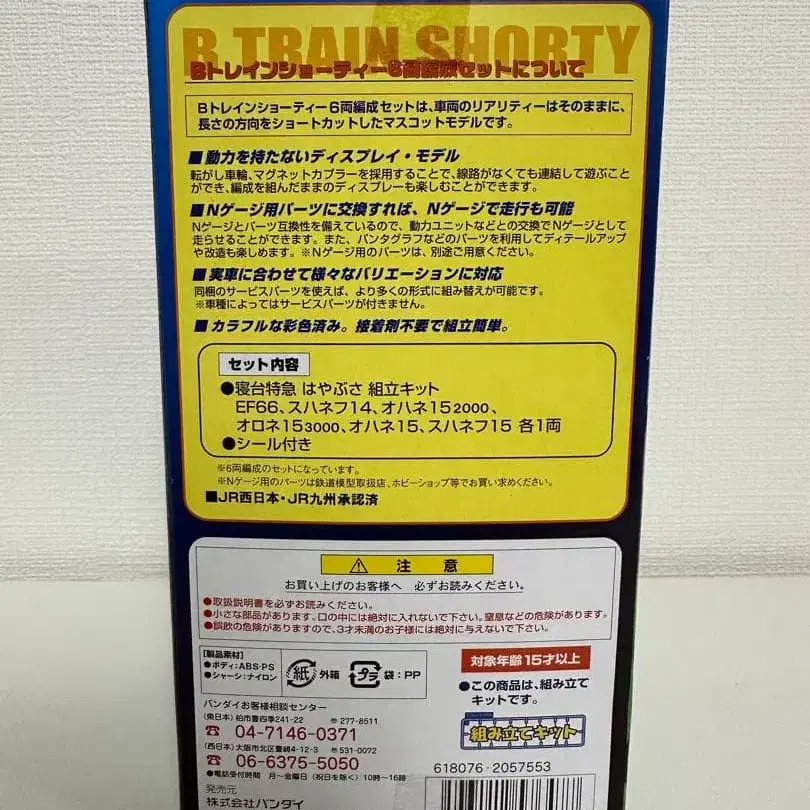 B TRAIN SHORTY
Bトレインショーティー6両編成セットについて
Bトレインショーティー6両編成セットは、車両のリアリティーはそのままに、
長さの方向をショートカットしたマスコットモデルです。
■動力を持たないディスプレイ・モデル
転がし車輪、マグネットカプラーを採用することで、線路がなくても連結して遊ぶこと
ができ、編成を組んだままのディスプレーも楽しむことができます。
■Nゲージ用パーツに交換すれば、Nゲージで走行も可能
Nゲージとパーツ互換性を備えているので、動力ユニットなどとの交換でNゲージとして
走らせることができます。また、パンタグラフなどのパーツを利用してディテールアップ
や改造も楽しめます。※Nゲージ用のパーツは、別途ご用意ください。
■実車に合わせて様々なバリエーションに対応
同梱のサービスパーツを使えば、より多くの形式に組み替えが可能です。
※車種によってはサービスパーツが付きません。
■カラフルな彩色済み。接着剤不要で組立簡単。
セット内容
●寝台特急 はやぶさ 組立キット
EF66、スハネフ14、オハネ152000、
オロネ153000、オハネ15、スハネフ15 各1両
●シール付き
※6両編成のセットになっています。
※Nゲージ用のパーツは鉄道模型取扱店、ホビーショップ等でお買い求めください。
■JR西日本・JR九州承認済
注 意
お買い上げのお客様へ 必ずお読みください。
●取扱説明書を必ずお読みください。
●小さな部品があります。口の中には絶対に入れないで下さい。窒息などの危険があります。
●誤飲の危険がありますので、3才未満のお子様には絶対に与えないで下さい。
【製品素材】
●ボディ:ABS・PS
●シャーシ:ナイロン
紙 外箱
プラ 袋:PP
対象年齢15才以上
●この商品は、組み立て
キットです。
組み立てキット
バンダイお客様相談センター
(東日本) 柏市豊四季241-22 〒277-8511
☎ 04-7146-0371
(西日本) 大阪市北区豊崎4-12-3 〒531-0072
☎ 06-6375-5050
●電話受付時間 月〜金曜日 (祝日を除く) 10時〜16時
発売元
株式会社バンダイ
618076-2057553